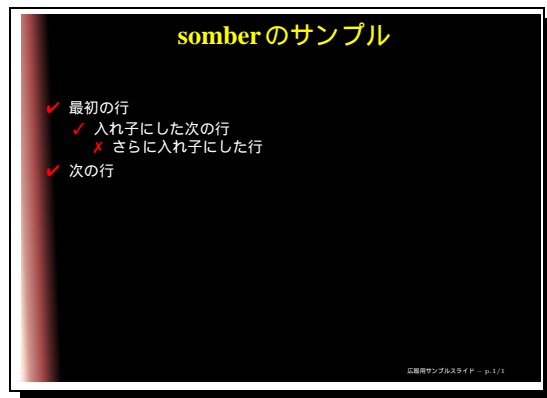 somberのサンプル
✔ 最初の行
✓ 入れ子にした次の行
✗ さらに入れ子にした行
✔ 次の行
広報用サンプルスライド – p.1/1